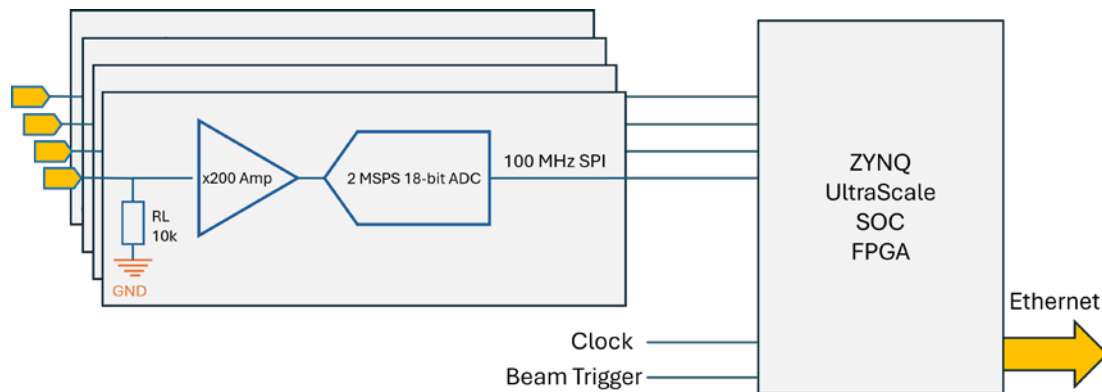 x200 Amp
2 MSPS 18-bit ADC
100 MHz SPI
RL
10k
GND
ZYNQ
UltraScale
SOC
FPGA
Ethernet
Clock
Beam Trigger